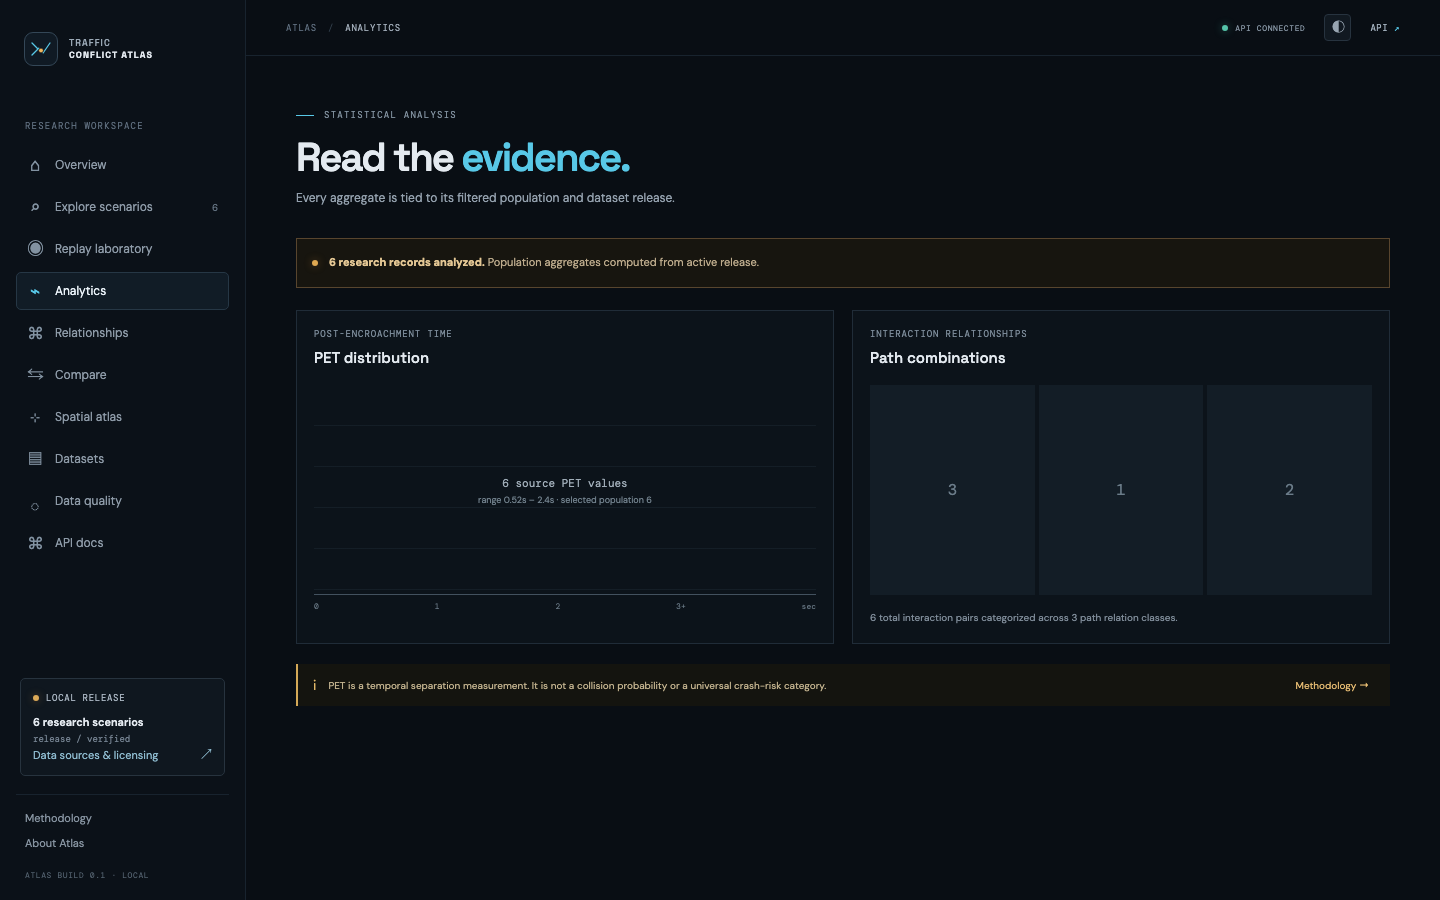 TRAFFIC
CONFLICT ATLAS
RESEARCH WORKSPACE
Overview
Explore scenarios 6
Replay laboratory
Analytics
Relationships
Compare
Spatial atlas
Datasets
Data quality
API docs
LOCAL RELEASE
6 research scenarios
release / verified
Data sources & licensing ↗
Methodology
About Atlas
ATLAS BUILD 0.1 · LOCAL
ATLAS / ANALYTICS
API CONNECTED
API ↗
STATISTICAL ANALYSIS
Read the evidence.
Every aggregate is tied to its filtered population and dataset release.
6 research records analyzed. Population aggregates computed from active release.
POST-ENCROACHMENT TIME
PET distribution
6 source PET values
range 0.52s – 2.4s · selected population 6
0 1 2 3+ sec
INTERACTION RELATIONSHIPS
Path combinations
3 1 2
6 total interaction pairs categorized across 3 path relation classes.
i PET is a temporal separation measurement. It is not a collision probability or a universal crash-risk category. Methodology →